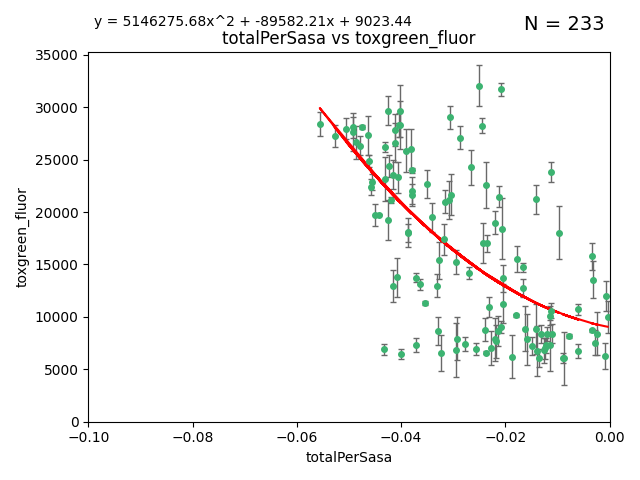 y = 5146275.68x^2 + -89582.21x + 9023.44
N = 233
totalPerSasa vs toxgreen_fluor
35000
30000
25000
20000
15000
10000
5000
0
toxgreen_fluor
−0.10
−0.08
−0.06
−0.04
−0.02
0.00
totalPerSasa